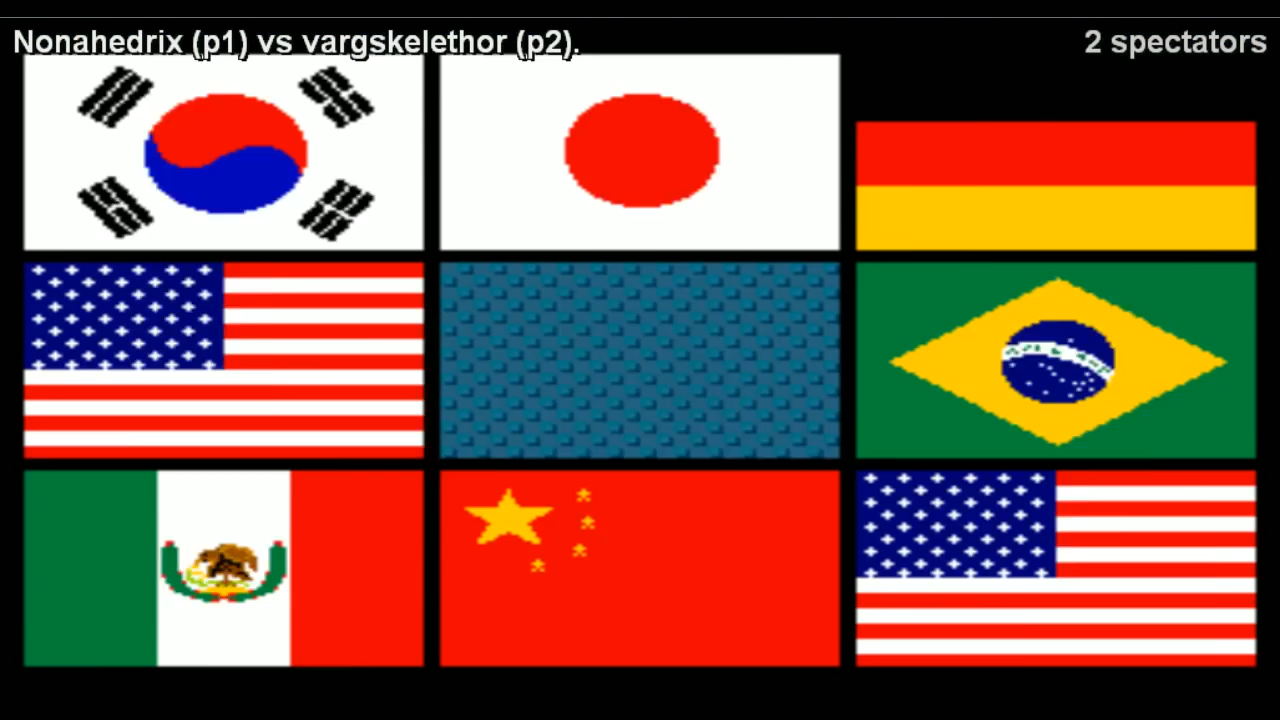 Nonahedrix (p1) vs vargskelethor (p2).
2 spectators